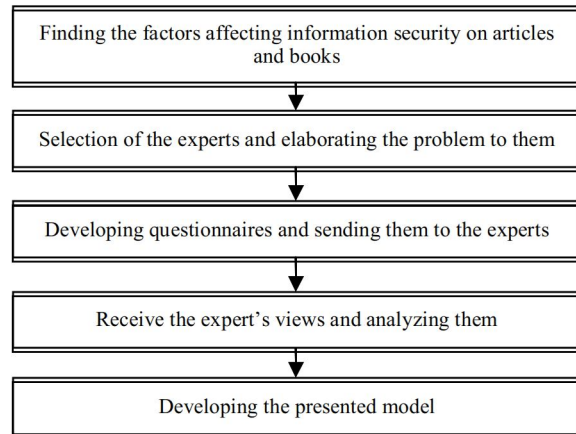 Finding the factors affecting information security on articles
and books
Selection of the experts and elaborating the problem to them
Developing questionnaires and sending them to the experts
Receive the expert’s views and analyzing them
Developing the presented model